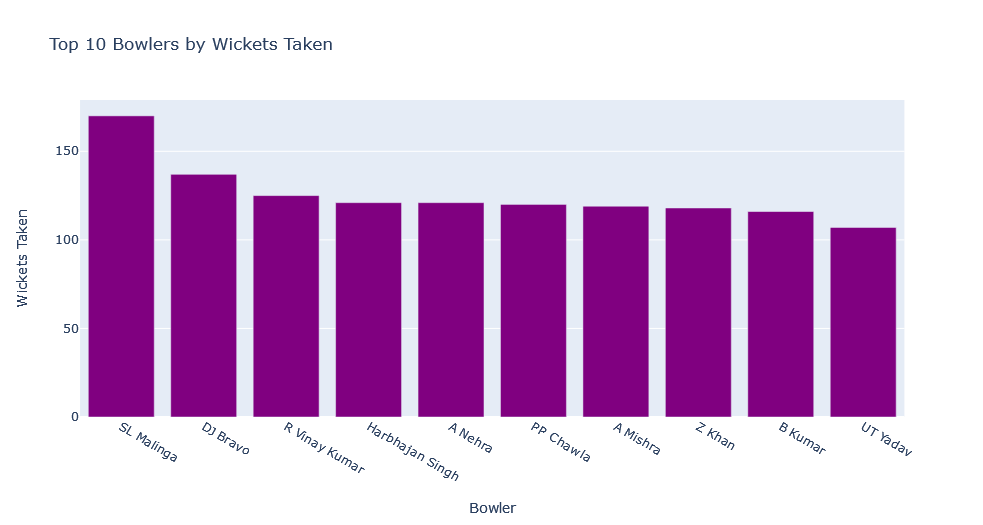 Top 10 Bowlers by Wickets Taken
Wickets Taken
150
100
50
0
SL Malinga
DJ Bravo
R Vinay Kumar
Harbhajan Singh
A Nehra
PP Chawla
A Mishra
Z Khan
B Kumar
UT Yadav
Bowler